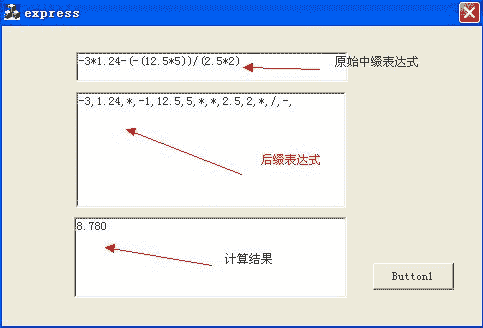 express
-3*1.24-(-(12.5*5))/(2.5*2)
原始中缀表达式
-3,1.24,*,-1,12.5,5,*,*,2.5,2,*,/,-,
后缀表达式
8.780
计算结果
Button1